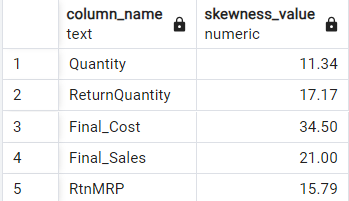 column_name skewness_value
text numeric
1 Quantity 11.34
2 ReturnQuantity 17.17
3 Final_Cost 34.50
4 Final_Sales 21.00
5 RtnMRP 15.79